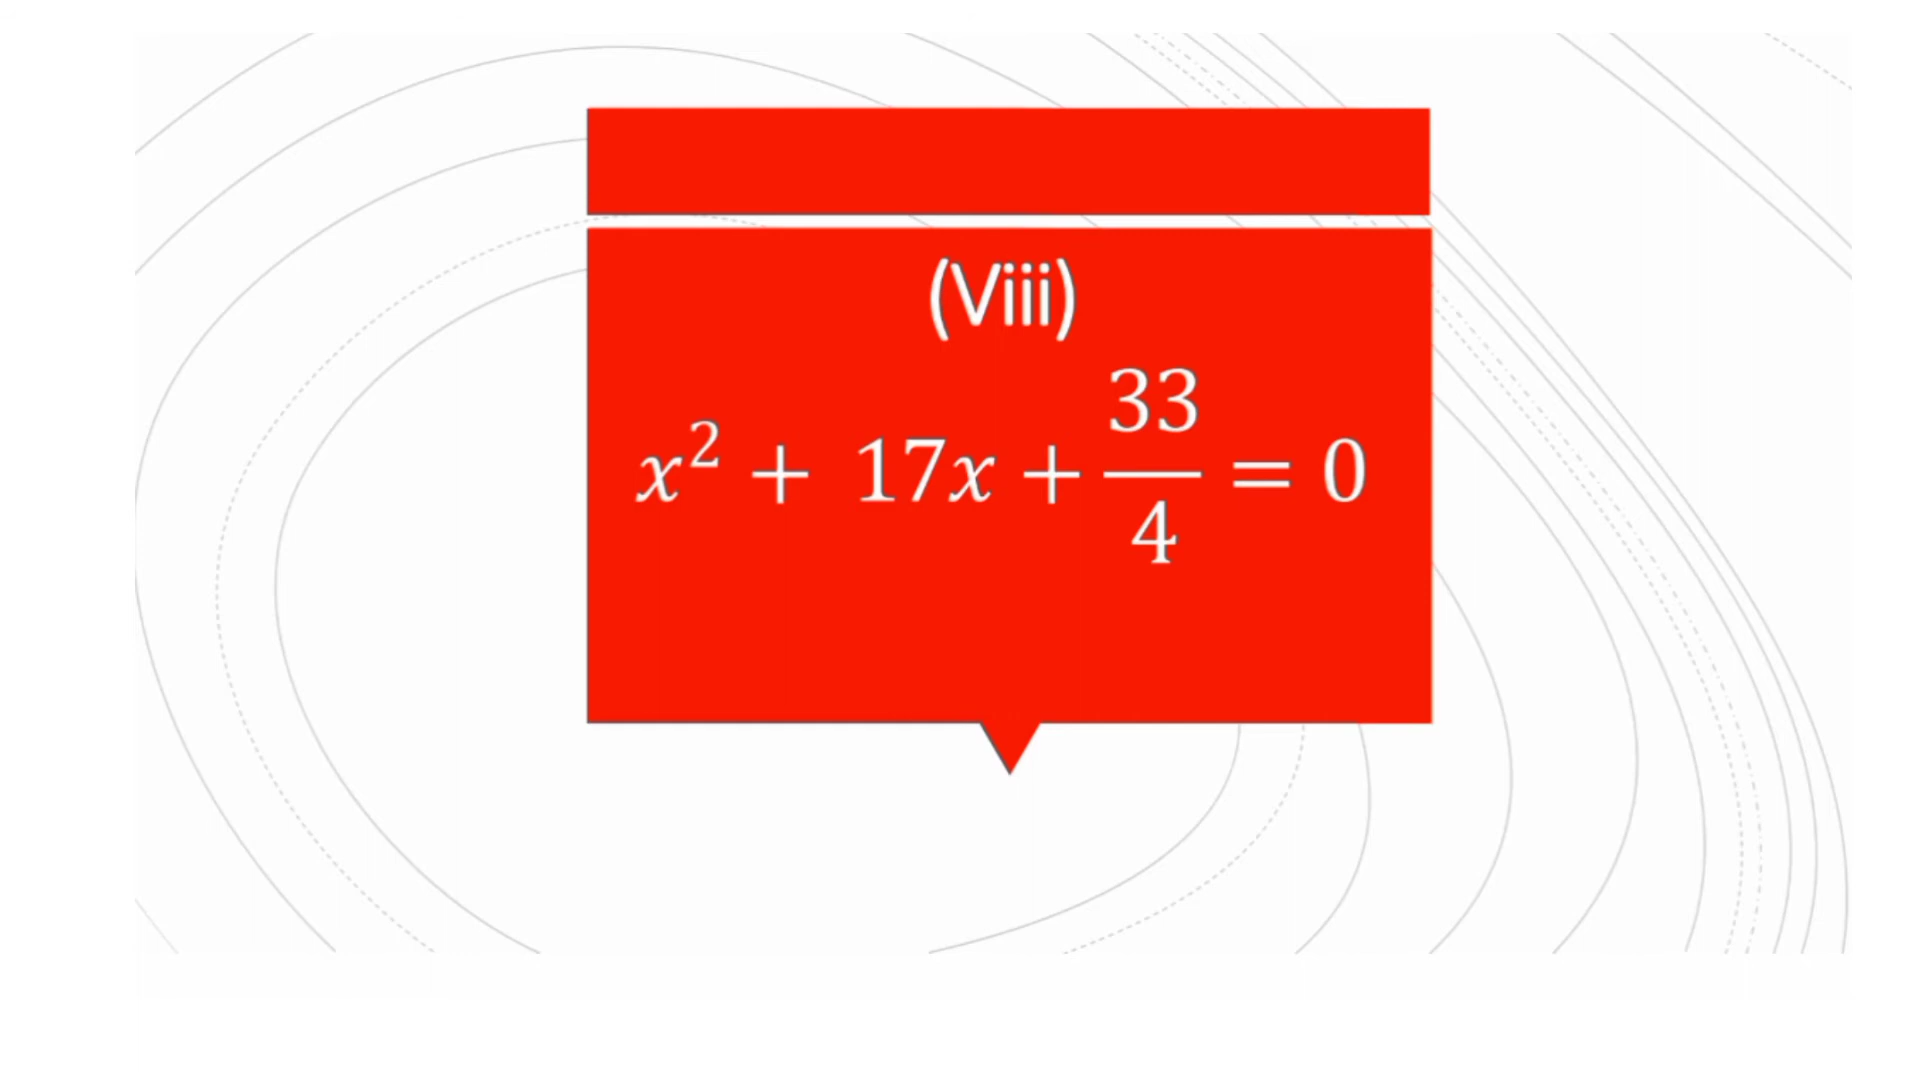 (Viii)
x² + 17x + 33/4 = 0